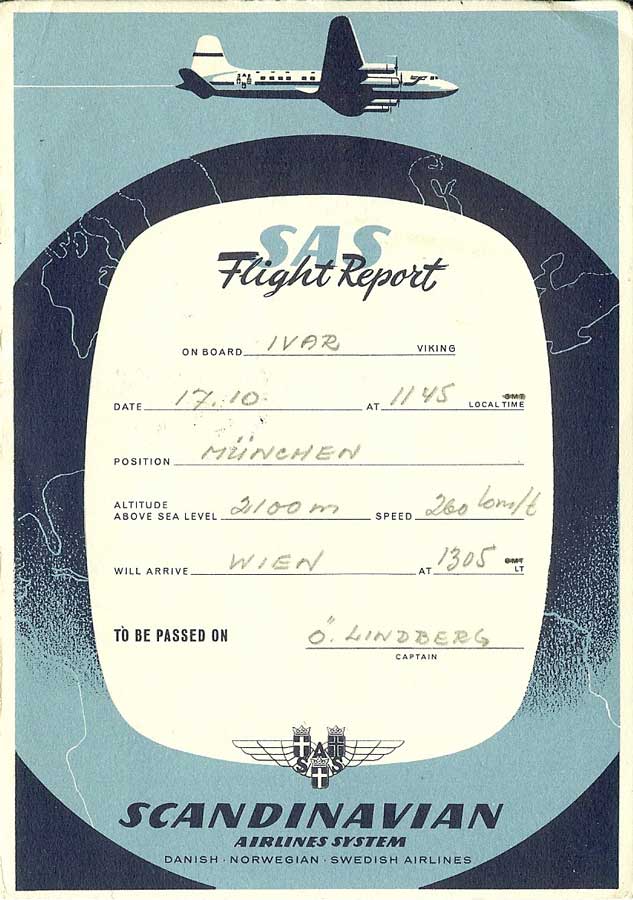 SAS
Flight Report
ON BOARD IVAR VIKING
DATE 17.10 AT 1145 GMT LOCAL TIME
POSITION MÜNCHEN
ALTITUDE ABOVE SEA LEVEL 2100 m SPEED 260 km/t
WILL ARRIVE WIEN AT 1305 GMT LT
TO BE PASSED ON Ö. LINDBERG
CAPTAIN
SAS
SCANDINAVIAN
AIRLINES SYSTEM
DANISH · NORWEGIAN · SWEDISH AIRLINES